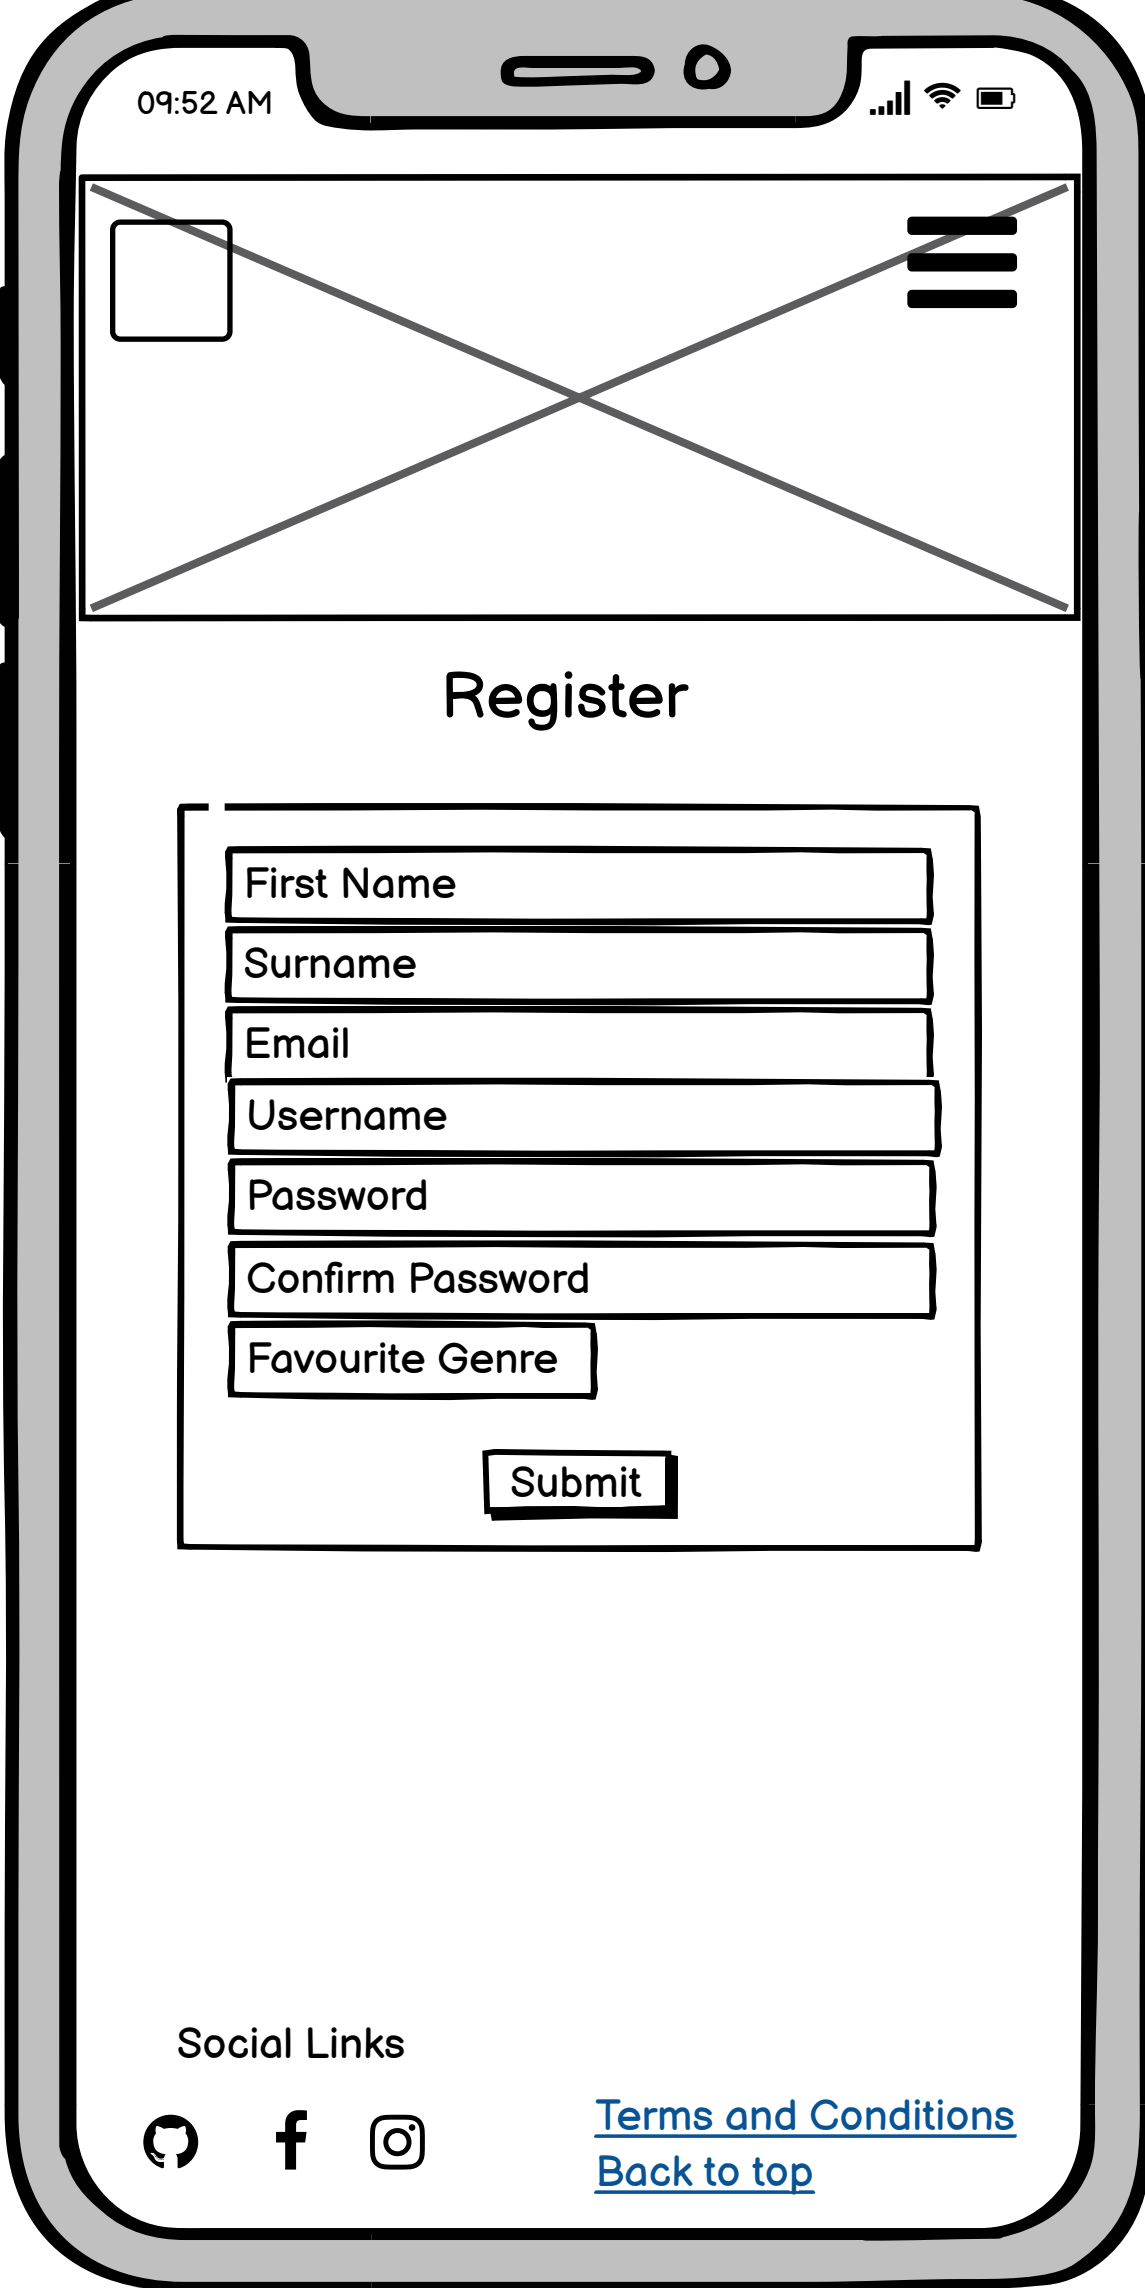 09:52 AM
Register
First Name
Surname
Email
Username
Password
Confirm Password
Favourite Genre
Submit
Social Links
Terms and Conditions
Back to top